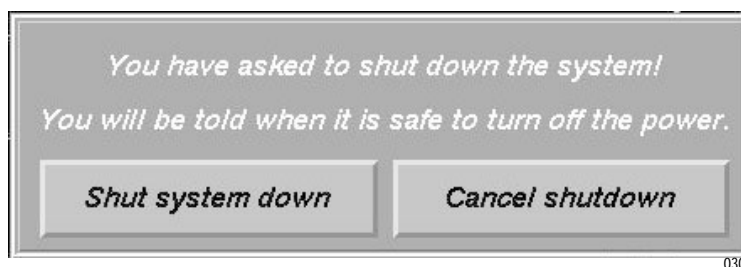 You have asked to shut down the system!
You will be told when it is safe to turn off the power.
Shut system down
Cancel shutdown